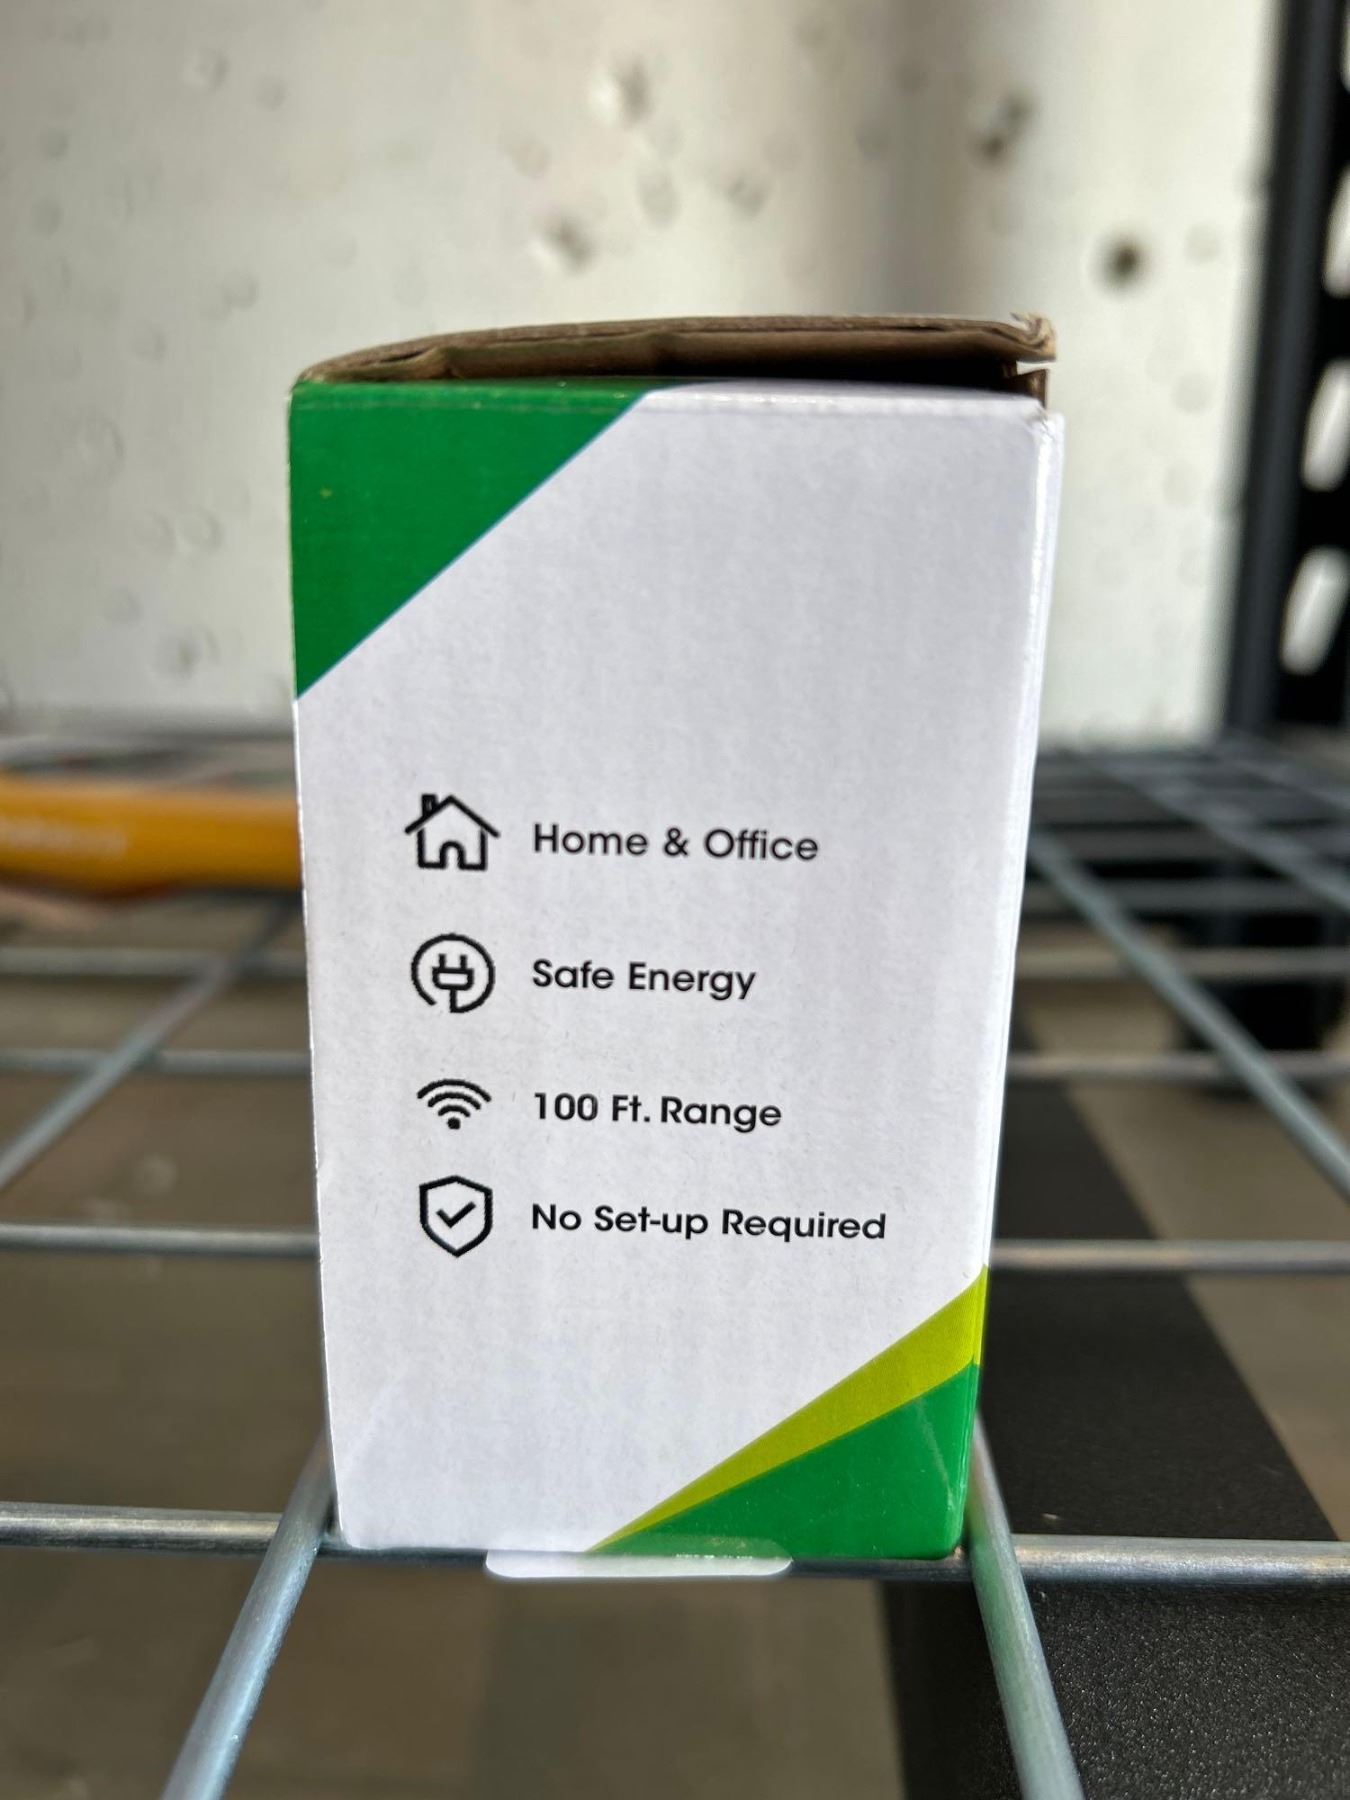 Home & Office
Safe Energy
100 Ft. Range
No Set-up Required